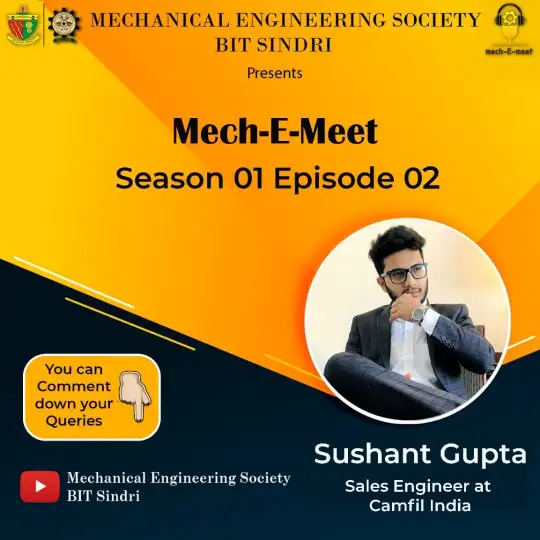 MECHANICAL ENGINEERING SOCIETY
BIT SINDRI
Presents
mech-E-meet
Mech-E-Meet
Season 01 Episode 02
You can
Comment
down your
Queries
Sushant Gupta
Sales Engineer at
Camfil India
Mechanical Engineering Society
BIT Sindri